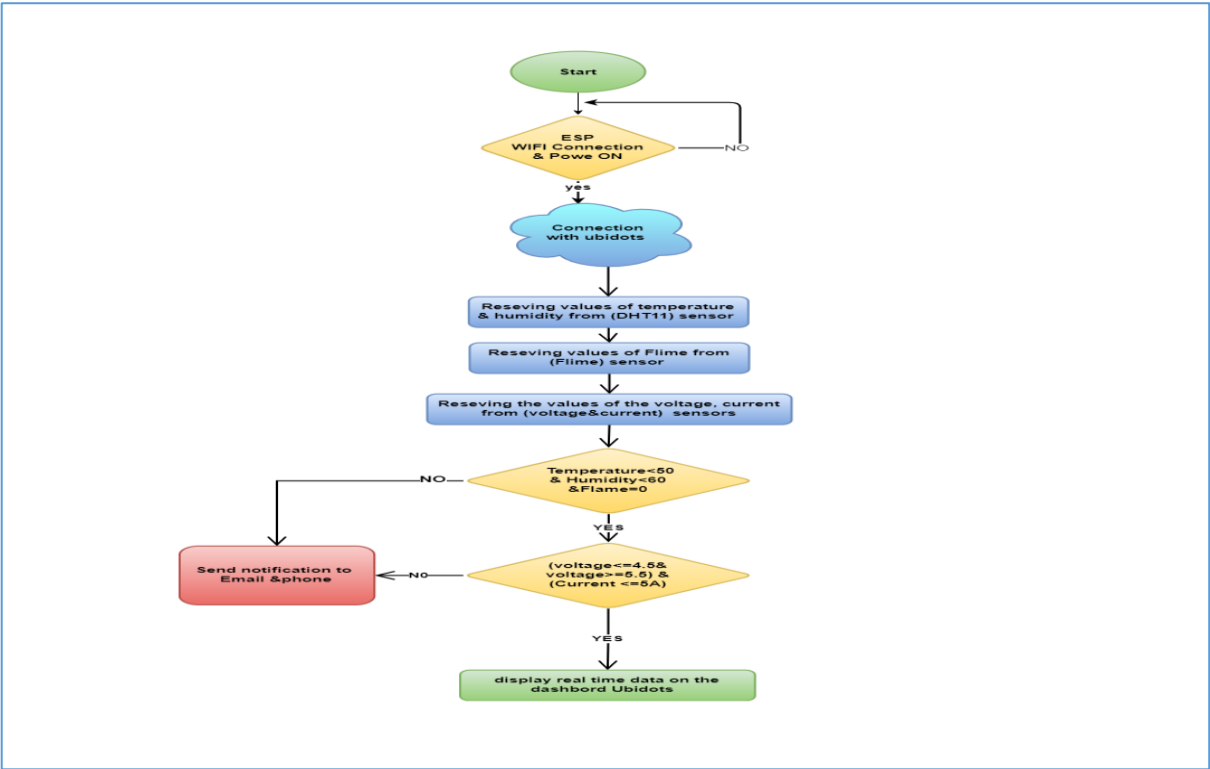 Start
ESP
WIFI Connection
& Powe ON
NO
yes
Connection
with ubidots
Reseving values of temperature
& humidity from (DHT11) sensor
Reseving values of Flime from
(Flime) sensor
Reseving the values of the voltage, current
from (voltage&current) sensors
Temperature<50
& Humidity<60
&Flame=0
NO
YES
Send notification to
Email &phone
NO
(voltage<=4.5&
voltage>=5.5) &
(Current <=5A)
YES
display real time data on the
dashbord Ubidots